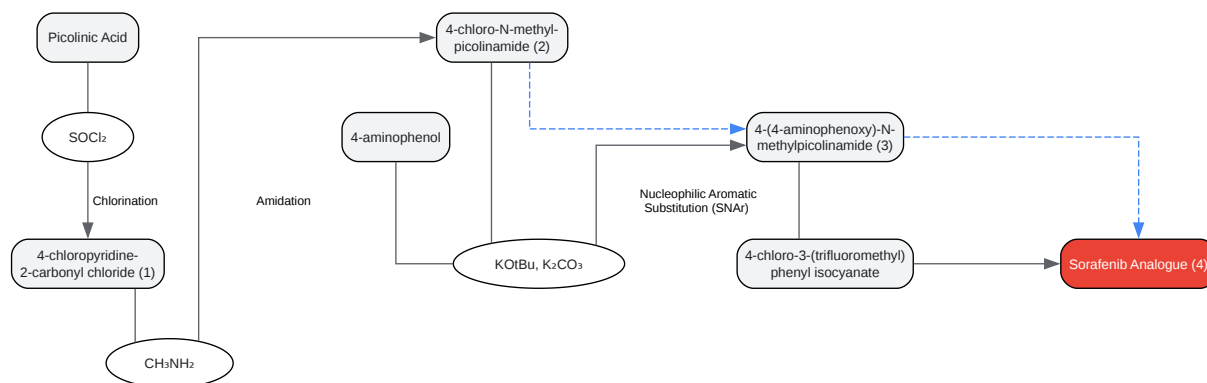 Picolinic Acid
4-chloro-N-methyl-
picolinamide (2)
SOCl₂
4-aminophenol
4-(4-aminophenoxy)-N-
methylpicolinamide (3)
Chlorination
Amidation
Nucleophilic Aromatic
Substitution (SNAr)
4-chloropyridine-
2-carbonyl chloride (1)
KOtBu, K₂CO₃
4-chloro-3-(trifluoromethyl)
phenyl isocyanate
Sorafenib Analogue (4)
CH₃NH₂